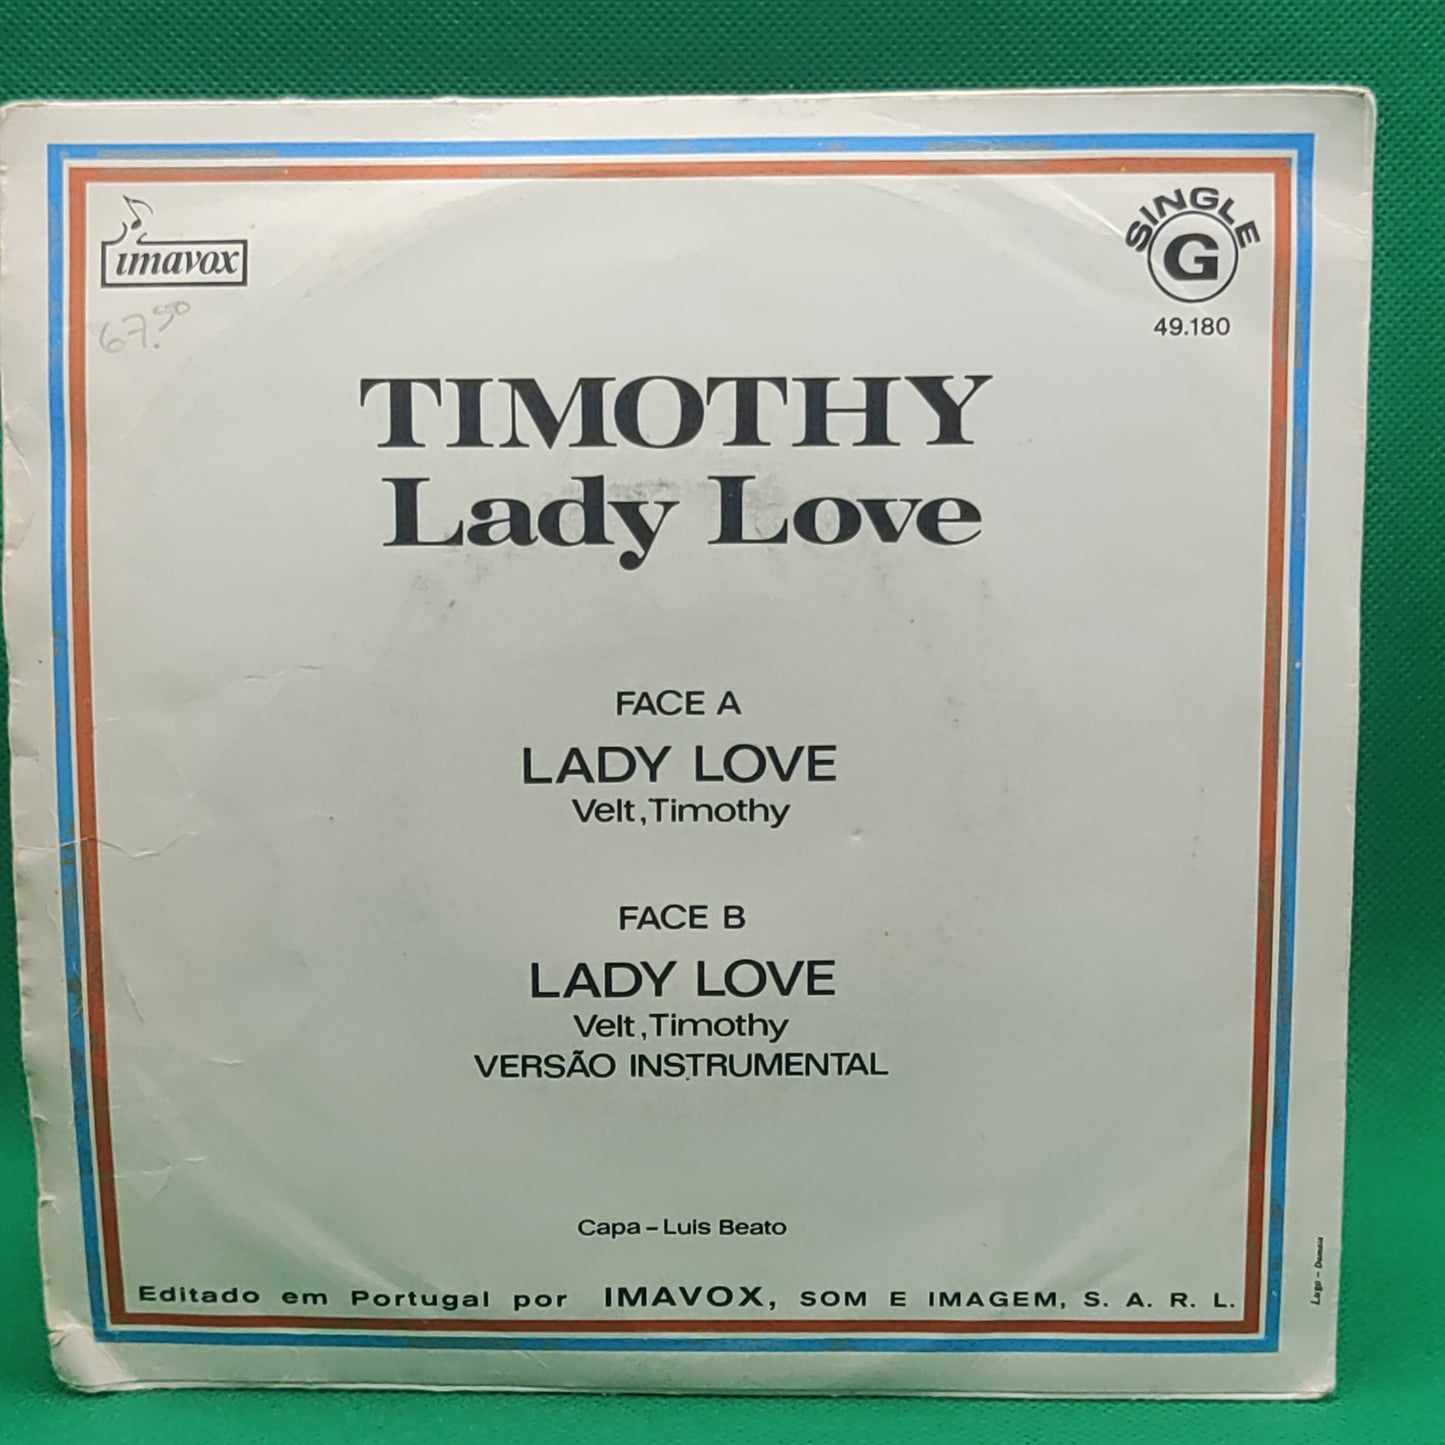 imavox
SINGLE
G
49.180
67.50
TIMOTHY
Lady Love
FACE A
LADY LOVE
Velt, Timothy
FACE B
LADY LOVE
Velt, Timothy
VERSÃO INSTRUMENTAL
Capa – Luis Beato
Editado em Portugal por IMAVOX, SOM E IMAGEM, S. A. R. L.